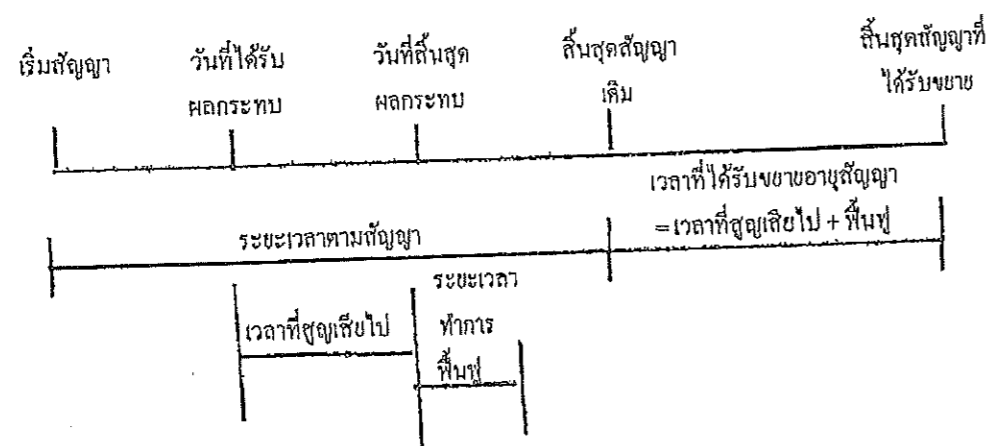 เริ่มสัญญา
วันที่ได้รับ
ผลกระทบ
วันที่สิ้นสุด
ผลกระทบ
สิ้นสุดสัญญา
เดิม
สิ้นสุดสัญญาที่
ได้รับขยาย
เวลาที่ได้รับขยายอายุสัญญา
=เวลาที่สูญเสียไป + ฟื้นฟู
ระยะเวลาตามสัญญา
เวลาที่สูญเสียไป
ระยะเวลา
ทำการ
ฟื้นฟู